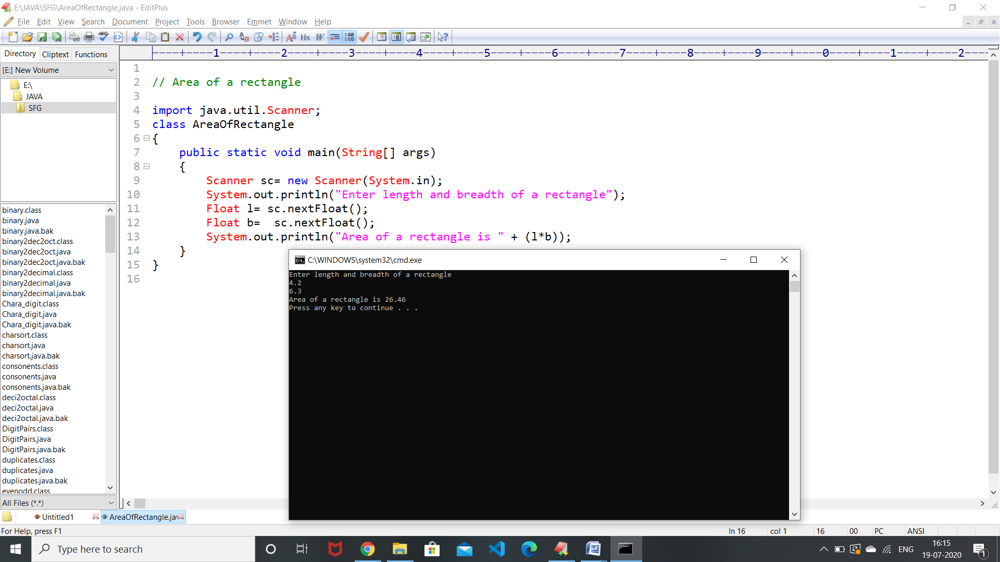 E:\JAVA\SFG\AreaOfRectangle.java - EditPlus
File Edit View Search Document Project Tools Browser Emmet Window Help
Directory Cliptext Functions
[E:] New Volume
E:\
JAVA
SFG
binary.class
binary.java
binary.java.bak
binary2dec2oct.class
binary2dec2oct.java
binary2dec2oct.java.bak
binary2decimal.class
binary2decimal.java
binary2decimal.java.bak
Chara_digit.class
Chara_digit.java
Chara_digit.java.bak
charsort.class
charsort.java
charsort.java.bak
consonents.class
consonents.java
consonents.java.bak
deci2octal.class
deci2octal.java
deci2octal.java.bak
DigitPairs.class
DigitPairs.java
DigitPairs.java.bak
duplicates.class
duplicates.java
duplicates.java.bak
evenodd.class
All Files (*.*)
----+----1----+----2----+----3----+----4----+----5----+----6----+----7----+----8----+----9----+----0----+----1----+----2----
1
2 // Area of a rectangle
3
4 import java.util.Scanner;
5 class AreaOfRectangle
6 {
7 public static void main(String[] args)
8 {
9 Scanner sc= new Scanner(System.in);
10 System.out.println("Enter length and breadth of a rectangle");
11 Float l= sc.nextFloat();
12 Float b=  sc.nextFloat();
13 System.out.println("Area of a rectangle is " + (l*b));
14 }
15 }
16
C:\WINDOWS\system32\cmd.exe
Enter length and breadth of a rectangle
4.2
6.3
Area of a rectangle is 26.46
Press any key to continue . . .
Untitled1 AreaOfRectangle.jav
For Help, press F1 ln 16 col 1 16 00 PC ANSI
Type here to search
ENG
16:15
19-07-2020
1